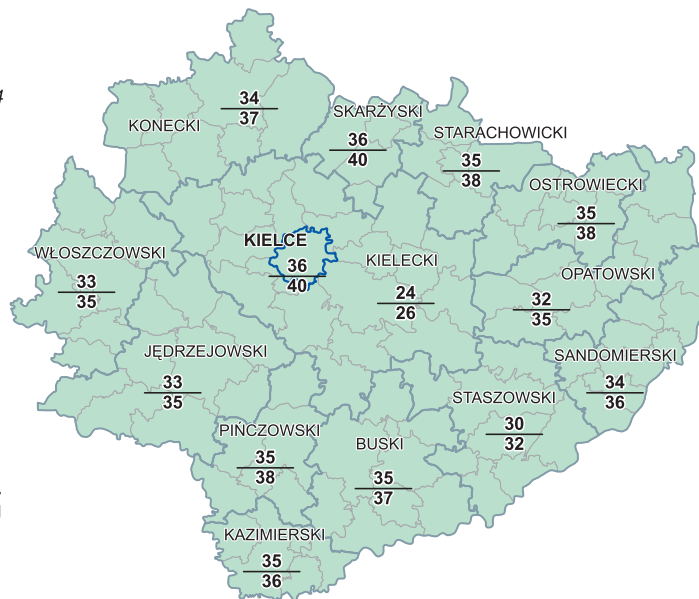 4
34
37
KONECKI
SKARŻYSKI
36
40
STARACHOWICKI
35
38
OSTROWIECKI
35
38
KIELCE
36
40
WŁOSZCZOWSKI
33
35
KIELECKI
24
26
OPATOWSKI
32
35
JĘDRZEJOWSKI
33
35
SANDOMIERSKI
34
36
STASZOWSKI
30
32
PIŃCZOWSKI
35
38
BUSKI
35
37
KAZIMIERSKI
35
36